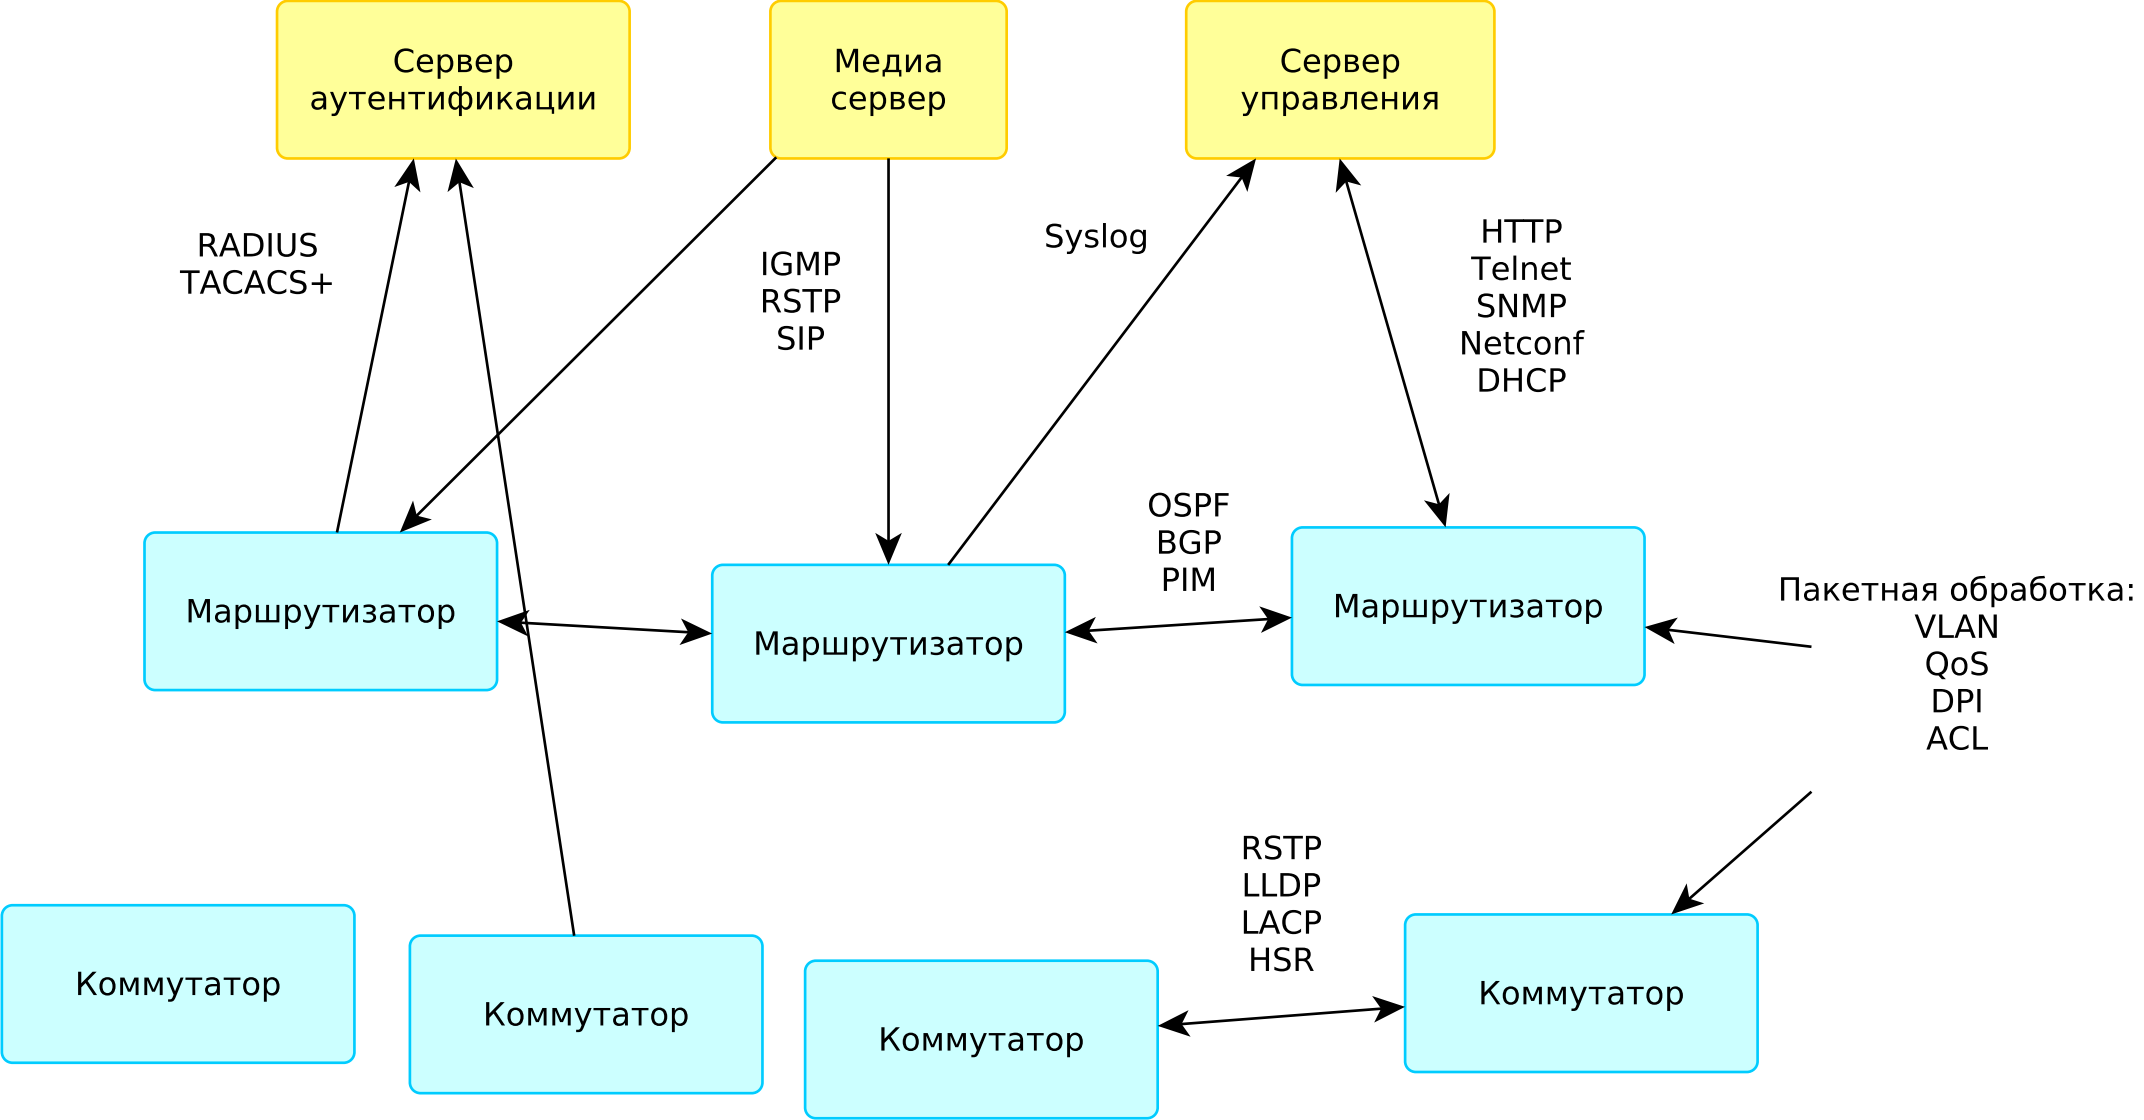 Сервер
аутентификации
Медиа
сервер
Сервер
управления
RADIUS
TACACS+
IGMP
RSTP
SIP
Syslog
HTTP
Telnet
SNMP
Netconf
DHCP
OSPF
BGP
PIM
Маршрутизатор
Маршрутизатор
Маршрутизатор
Пакетная обработка:
VLAN
QoS
DPI
ACL
RSTP
LLDP
LACP
HSR
Коммутатор
Коммутатор
Коммутатор
Коммутатор